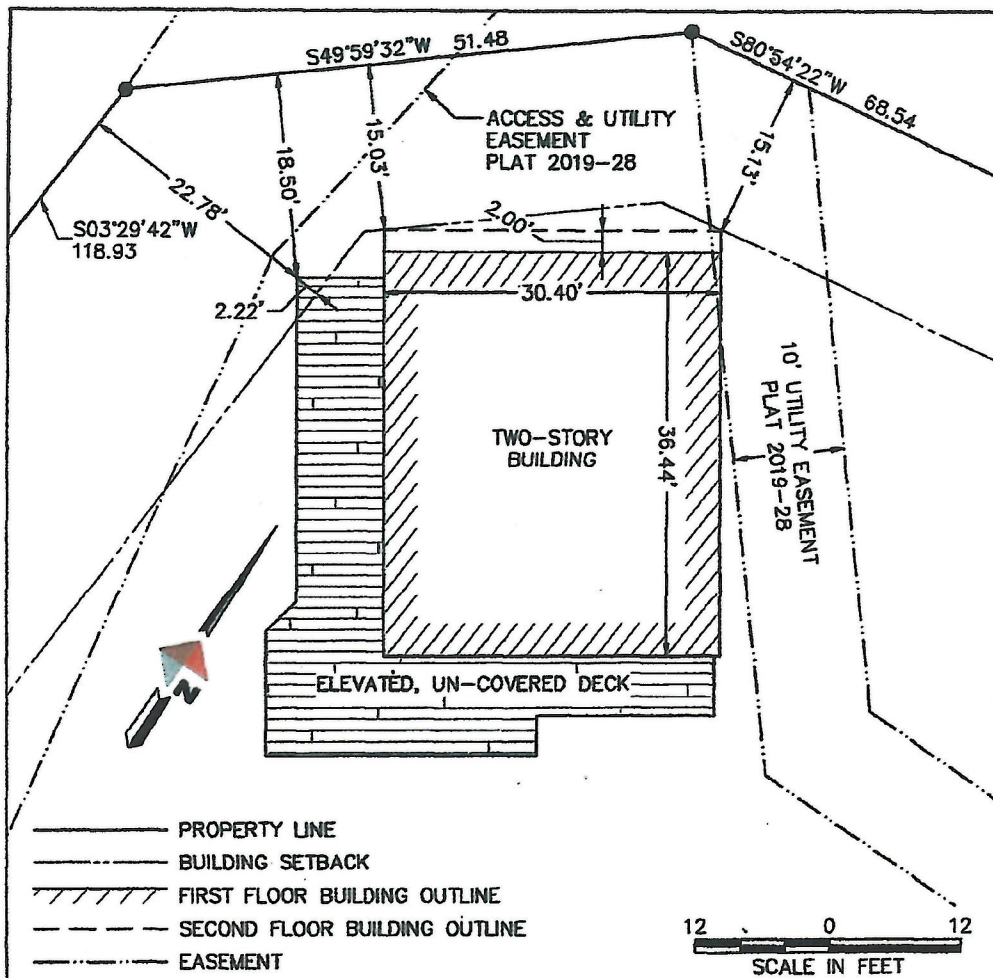 S49°59'32"W 51.48
S80°54'22"W
68.54
ACCESS & UTILITY
EASEMENT
PLAT 2019-28
15.03'
18.50'
22.78'
15.13'
2.00'
S03°29'42"W
118.93
2.22'
30.40'
TWO-STORY
BUILDING
36.44'
10' UTILITY EASEMENT
PLAT 2019-28
N
ELEVATED, UN-COVERED DECK
PROPERTY LINE
BUILDING SETBACK
FIRST FLOOR BUILDING OUTLINE
SECOND FLOOR BUILDING OUTLINE
EASEMENT
12 0 12
SCALE IN FEET